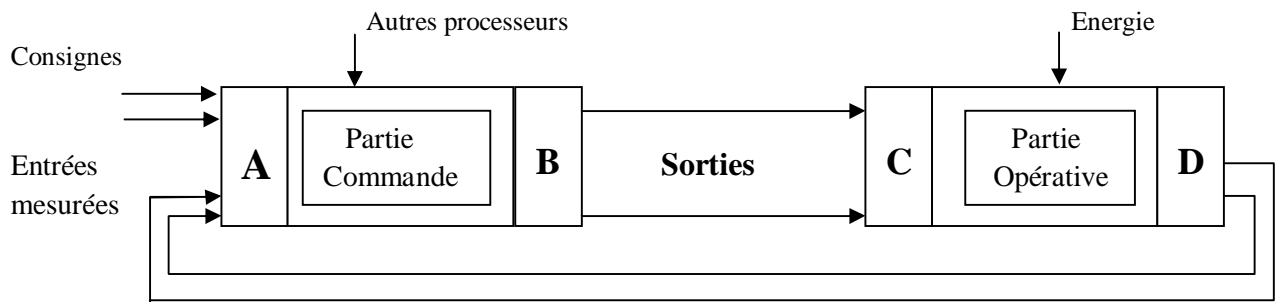 Autres processeurs
Energie
Consignes
Partie
Commande
Partie
Opérative
A
B
Sorties
C
D
Entrées
mesurées